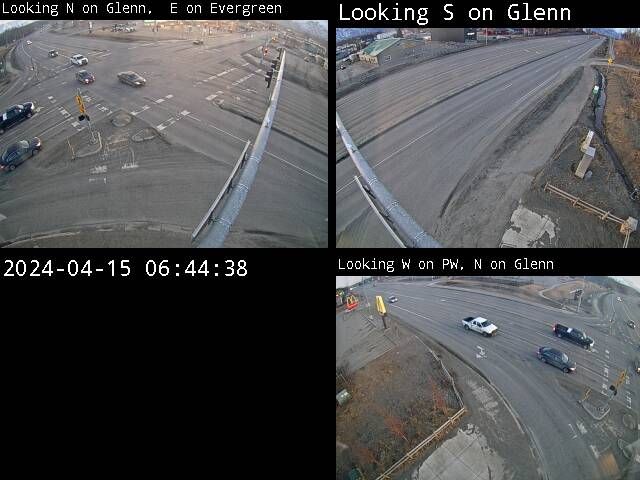 Looking N on Glenn,  E on Evergreen
Looking S on Glenn
2024-04-15 06:44:38
Looking W on PW, N on Glenn